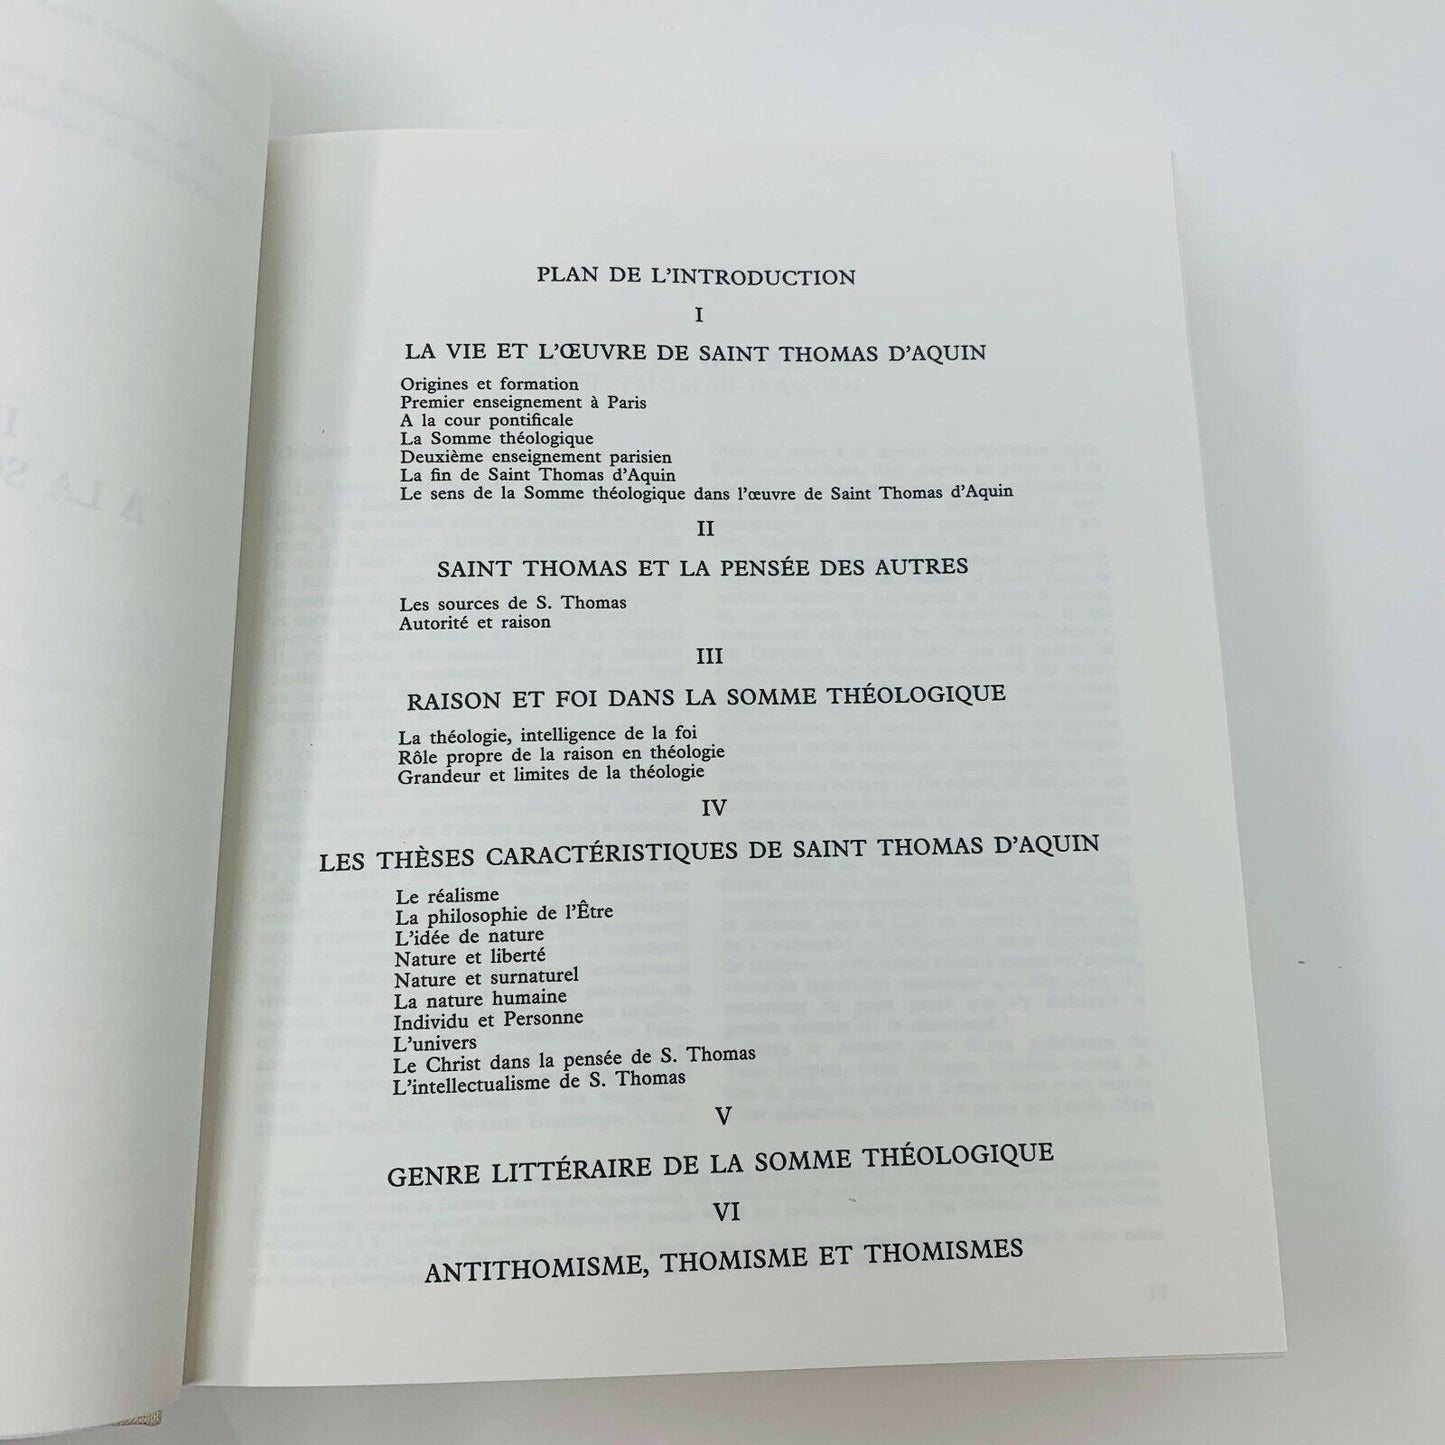 PLAN DE L'INTRODUCTION
I
LA VIE ET L'ŒUVRE DE SAINT THOMAS D'AQUIN
Origines et formation
Premier enseignement à Paris
A la cour pontificale
La Somme théologique
Deuxième enseignement parisien
La fin de Saint Thomas d'Aquin
Le sens de la Somme théologique dans l'œuvre de Saint Thomas d'Aquin
II
SAINT THOMAS ET LA PENSÉE DES AUTRES
Les sources de S. Thomas
Autorité et raison
III
RAISON ET FOI DANS LA SOMME THÉOLOGIQUE
La théologie, intelligence de la foi
Rôle propre de la raison en théologie
Grandeur et limites de la théologie
IV
LES THÈSES CARACTÉRISTIQUES DE SAINT THOMAS D'AQUIN
Le réalisme
La philosophie de l'Être
L'idée de nature
Nature et liberté
Nature et surnaturel
La nature humaine
Individu et Personne
L'univers
Le Christ dans la pensée de S. Thomas
L'intellectualisme de S. Thomas
V
GENRE LITTÉRAIRE DE LA SOMME THÉOLOGIQUE
VI
ANTITHOMISME, THOMISME ET THOMISMES